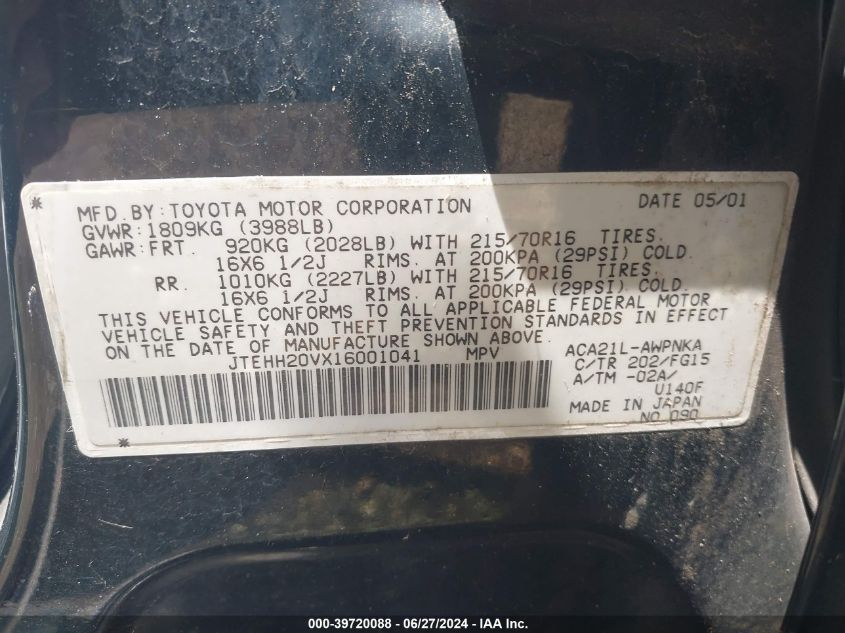 * MFD.BY:TOYOTA MOTOR CORPORATION DATE 05/01
GVWR:1809KG (3988LB)
GAWR:FRT. 920KG (2028LB) WITH 215/70R16 TIRES.
16X6 1/2J RIMS. AT 200KPA (29PSI) COLD.
RR. 1010KG (2227LB) WITH 215/70R16 TIRES.
16X6 1/2J RIMS. AT 200KPA (29PSI) COLD.
THIS VEHICLE CONFORMS TO ALL APPLICABLE FEDERAL MOTOR
VEHICLE SAFETY AND THEFT PREVENTION STANDARDS IN EFFECT
ON THE DATE OF MANUFACTURE SHOWN ABOVE.
JTEHH20VX16001041 MPV ACA21L-AWPNKA
C/TR 202/FG15
A/TM -02A/
U140F
MADE IN JAPAN
* NO.090
000-39720088 - 06/27/2024 - IAA Inc.